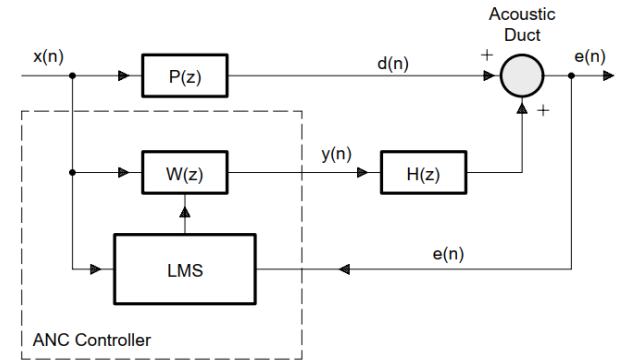 Acoustic
Duct
x(n)
P(z)
d(n)
+
e(n)
+
W(z)
y(n)
H(z)
LMS
e(n)
ANC Controller